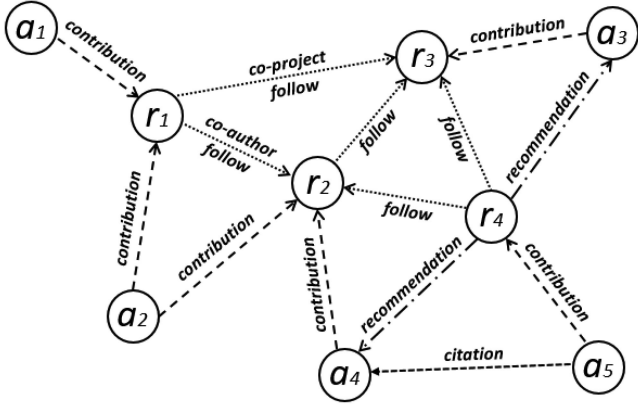 a1
a3
contribution
contribution
co-project
follow
r3
r1
co-author
follow
follow
follow
recommendation
r2
follow
r4
contribution
contribution
contribution
recommendation
contribution
a2
a4
citation
a5